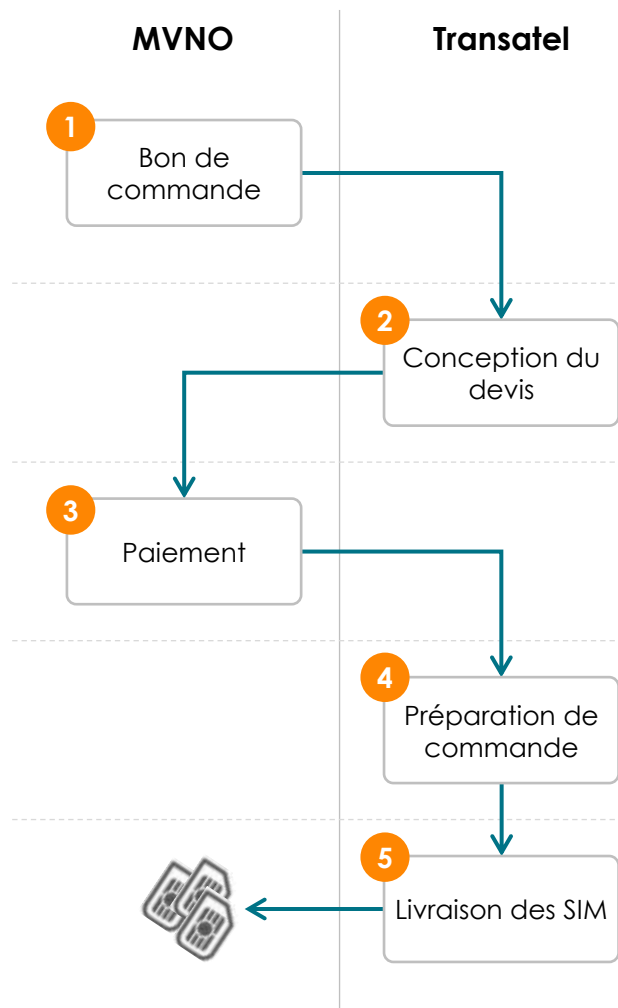 MVNO
Transatel
1
Bon de
commande
2
Conception du
devis
3
Paiement
4
Préparation de
commande
5
Livraison des SIM